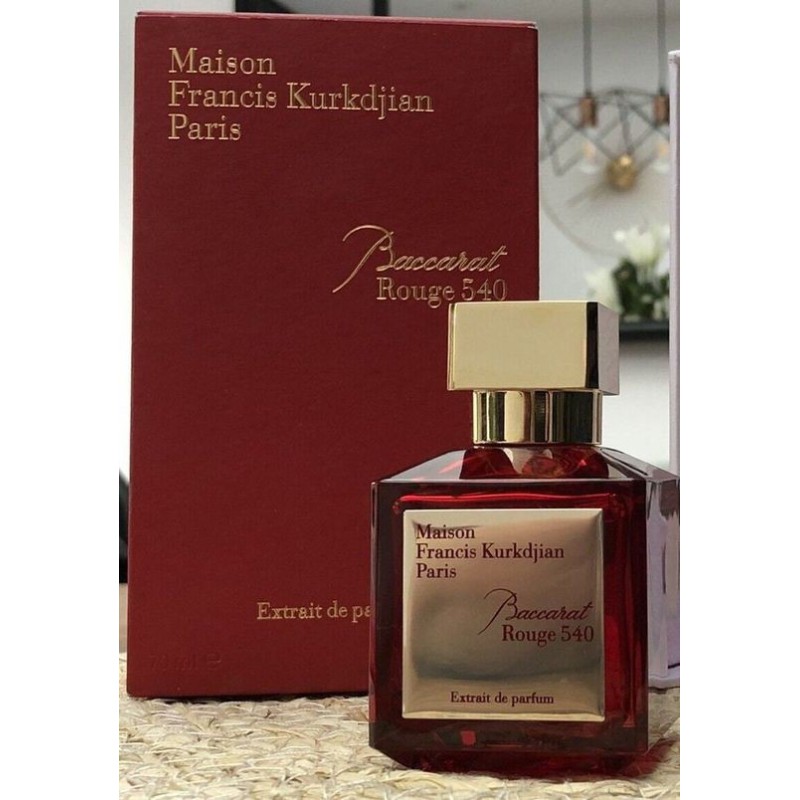 Maison
Francis Kurkdjian
Paris
Baccarat
Rouge 540
Extrait de
Maison
Francis Kurkdjian
Paris
Baccarat
Rouge 540
Extrait de parfum